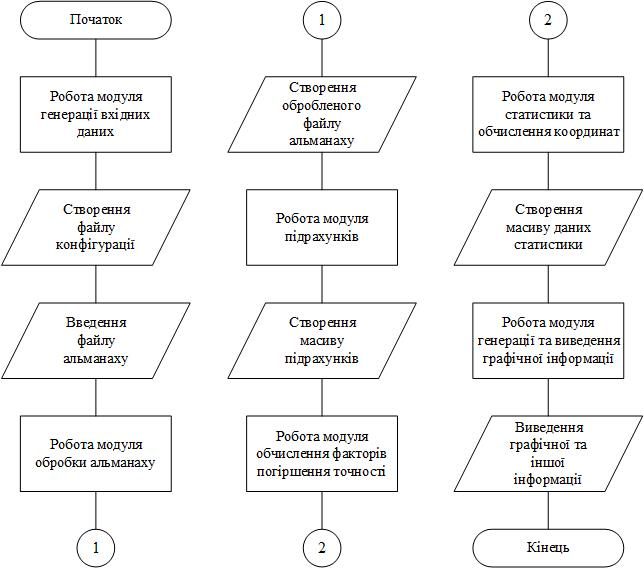 Початок
Робота модуля
генерації вхідних
даних
Створення
файлу
конфігурації
Введення
файлу
альманаху
Робота модуля
обробки альманаху
1
1
Створення
обробленого
файлу
альманаху
Робота модуля
підрахунків
Створення
масиву
підрахунків
Робота модуля
обчислення факторів
погіршення точності
2
2
Робота модуля
статистики та
обчислення координат
Створення
масиву даних
статистики
Робота модуля
генерації та виведення
графічної інформації
Виведення
графічної та
іншої
інформації
Кінець